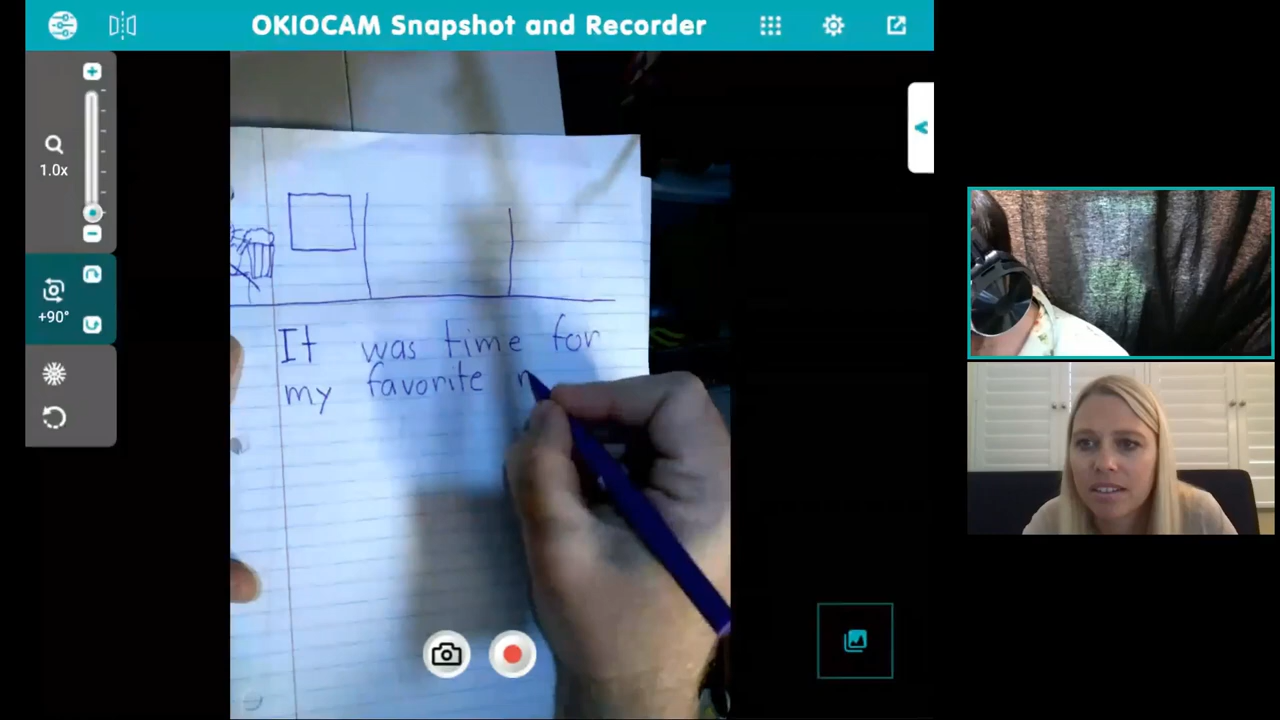 OKIOCAM Snapshot and Recorder
1.0x
+90°
It was time for
my favorite